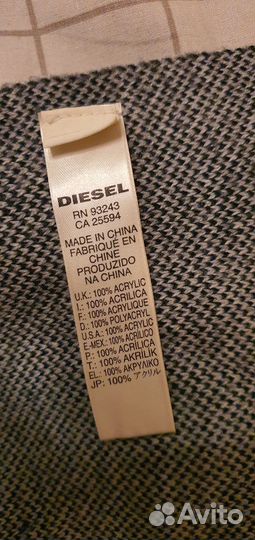 DIESEL
RN 93243
CA 25594
MADE IN CHINA
FABRIQUÉ EN
CHINE
PRODUZIDO
NA CHINA
U.K.: 100% ACRYLIC
I.: 100% ACRILICA
F.: 100% ACRYLIQUE
D.: 100% POLYACRYL
U.S.A.: 100% ACRYLIC
E-MEX.: 100% ACRÍLICO
P.: 100% ACRÍLICA
T.: 100% AKRİLİK
EL.: 100% ΑΚΡΥΛΙΚΟ
JP: 100% アクリル
Avito